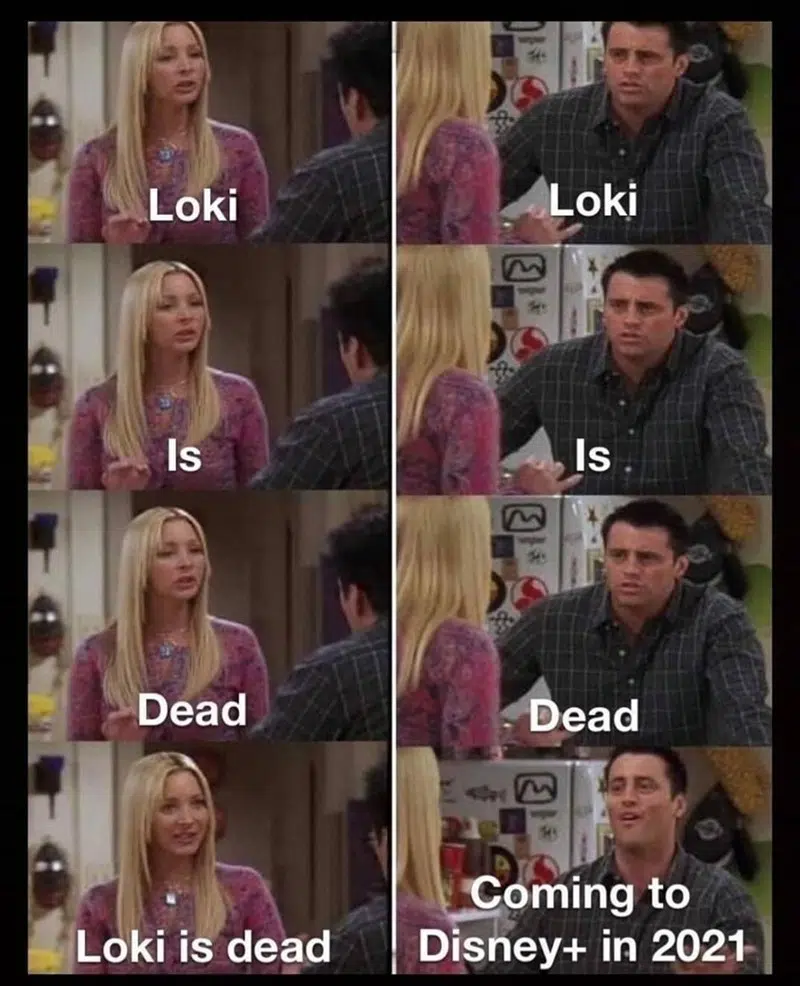 Loki
Loki
Is
Is
Dead
Dead
Loki is dead
Coming to
Disney+ in 2021